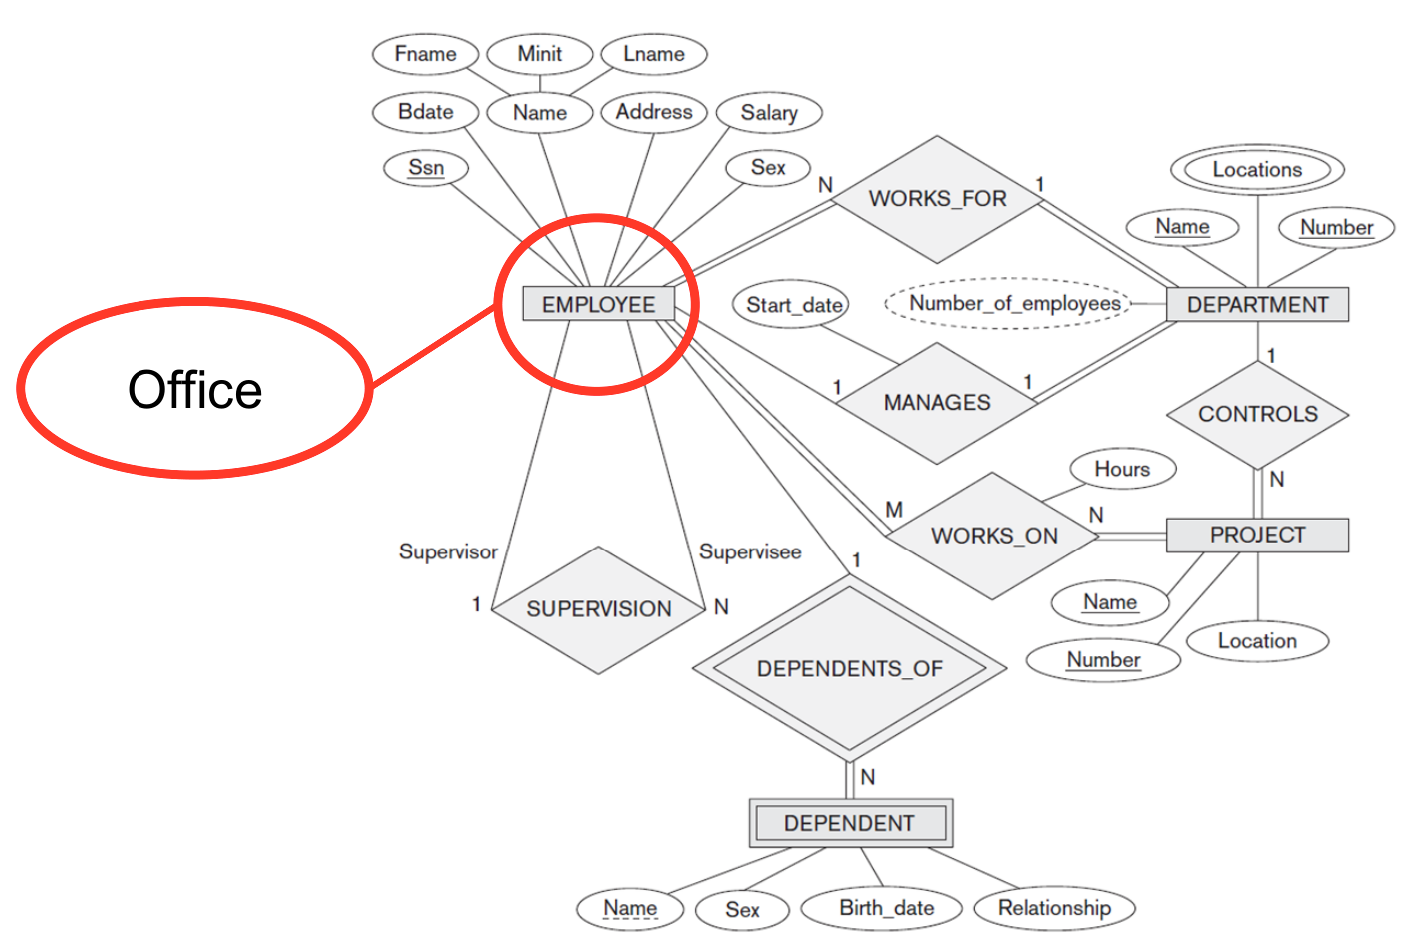 Fname Minit Lname
Bdate Name Address Salary
Ssn Sex
N WORKS_FOR 1
Locations
Name Number
EMPLOYEE
Start_date
Number_of_employees
DEPARTMENT
Office
1 MANAGES 1
1
CONTROLS
N
Hours
M WORKS_ON N
PROJECT
Supervisor Supervisee
1 SUPERVISION N
1
Name
Number
Location
DEPENDENTS_OF
N
DEPENDENT
Name Sex Birth_date Relationship